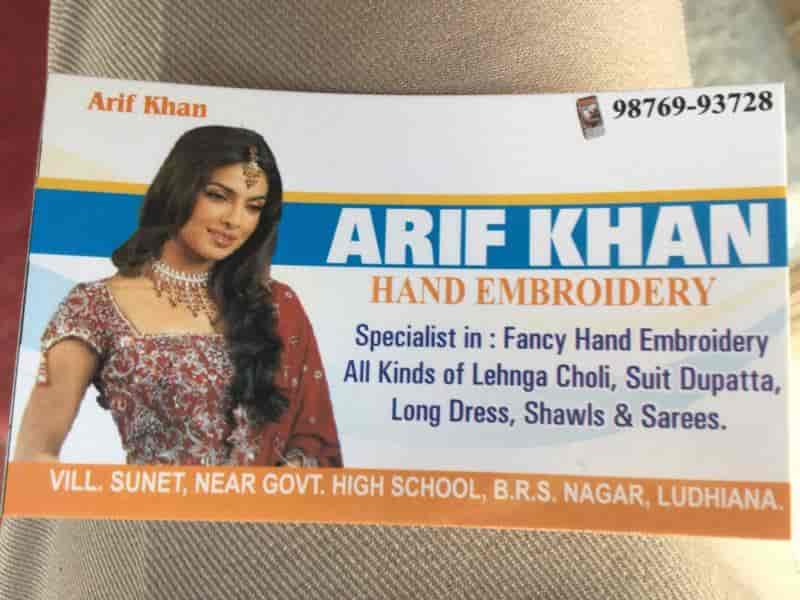 Arif Khan
98769-93728
ARIF KHAN
HAND EMBROIDERY
Specialist in : Fancy Hand Embroidery
All Kinds of Lehnga Choli, Suit Dupatta,
Long Dress, Shawls & Sarees.
VILL. SUNET, NEAR GOVT. HIGH SCHOOL, B.R.S. NAGAR, LUDHIANA.